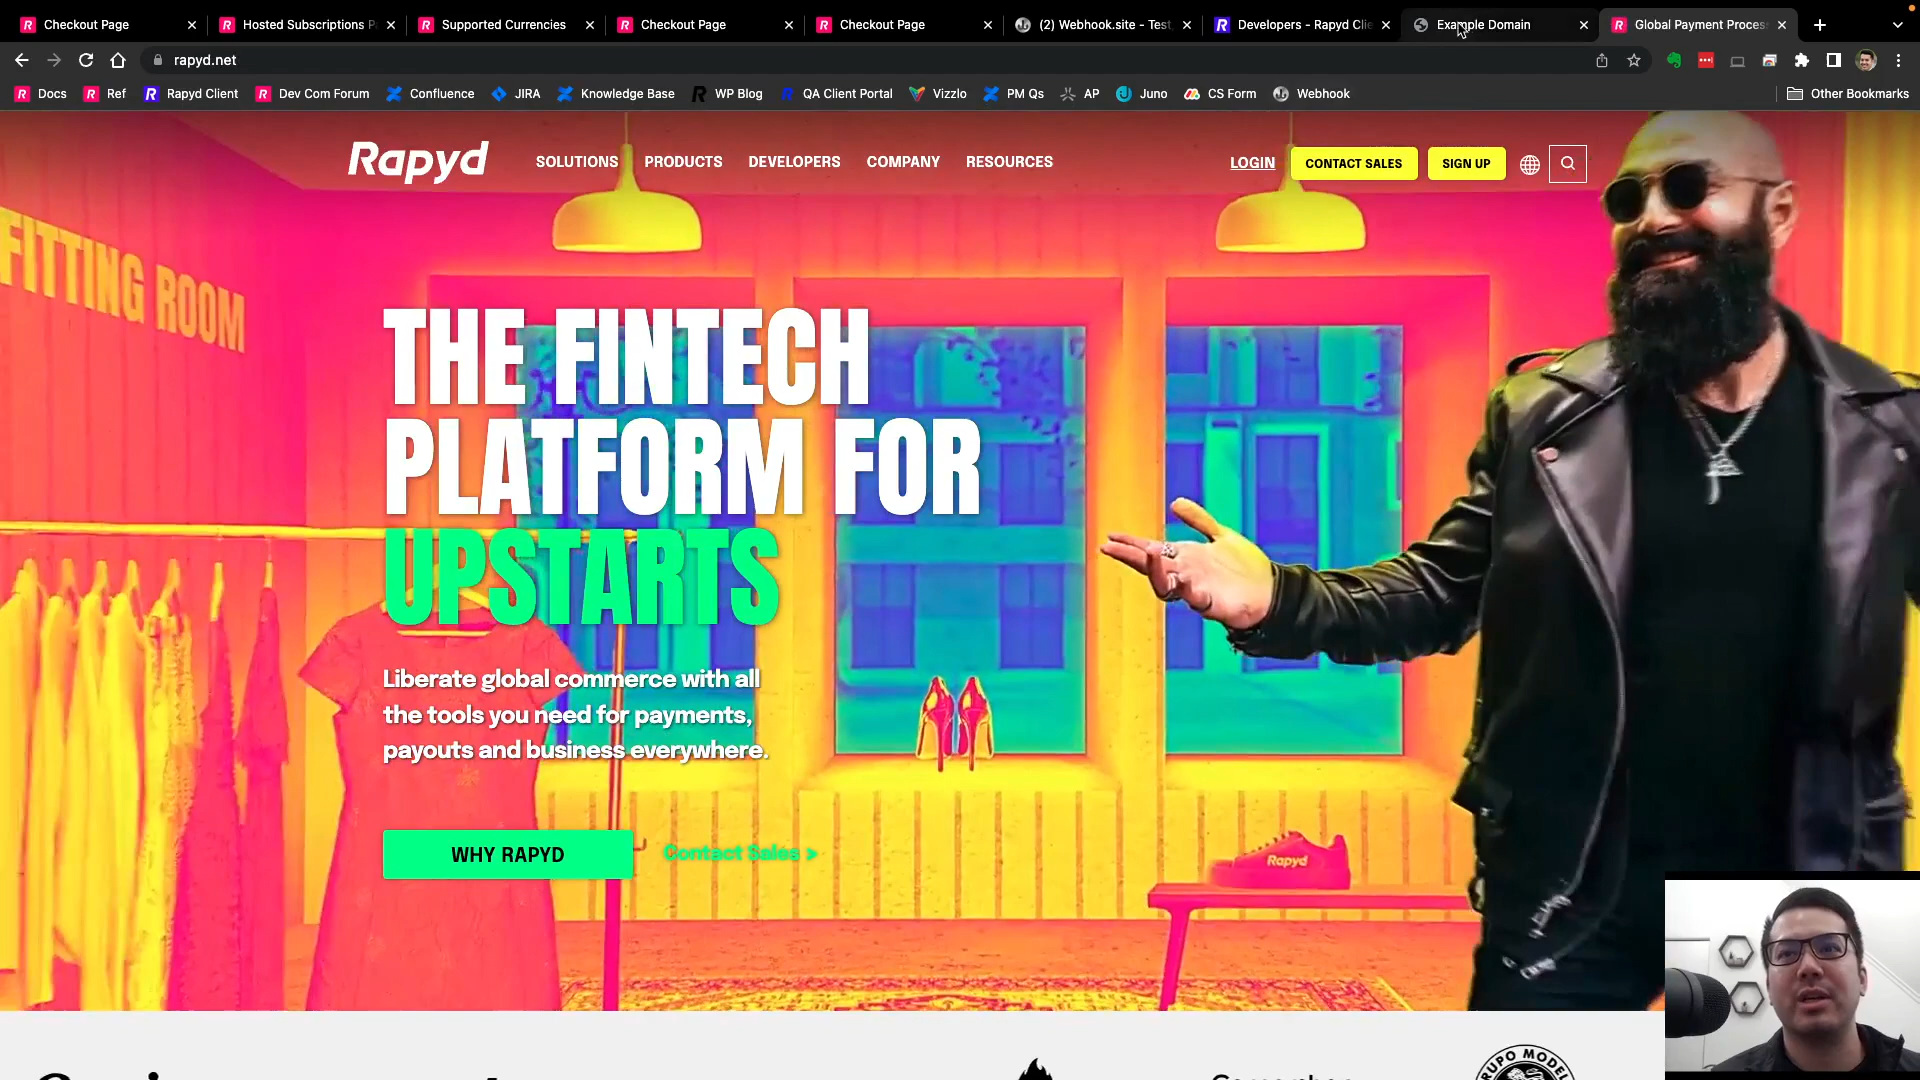 Checkout Page
Hosted Subscriptions P
Supported Currencies
Checkout Page
Checkout Page
(2) Webhook.site - Test,
Developers - Rapyd Clie
Example Domain
Global Payment Process
rapyd.net
Docs
Ref
Rapyd Client
Dev Com Forum
Confluence
JIRA
Knowledge Base
WP Blog
QA Client Portal
Vizzlo
PM Qs
AP
Juno
CS Form
Webhook
Other Bookmarks
Rapyd
SOLUTIONS
PRODUCTS
DEVELOPERS
COMPANY
RESOURCES
LOGIN
CONTACT SALES
SIGN UP
FITTING ROOM
THE FINTECH
PLATFORM FOR
UPSTARTS
Liberate global commerce with all
the tools you need for payments,
payouts and business everywhere.
WHY RAPYD
Contact Sales >
Rapyd